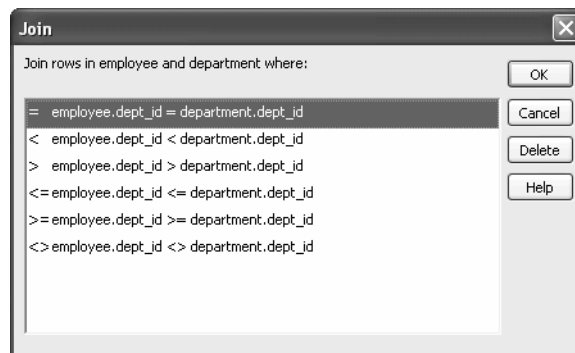 Join
Join rows in employee and department where:
= employee.dept_id = department.dept_id
< employee.dept_id < department.dept_id
> employee.dept_id > department.dept_id
<= employee.dept_id <= department.dept_id
>= employee.dept_id >= department.dept_id
<> employee.dept_id <> department.dept_id
OK
Cancel
Delete
Help